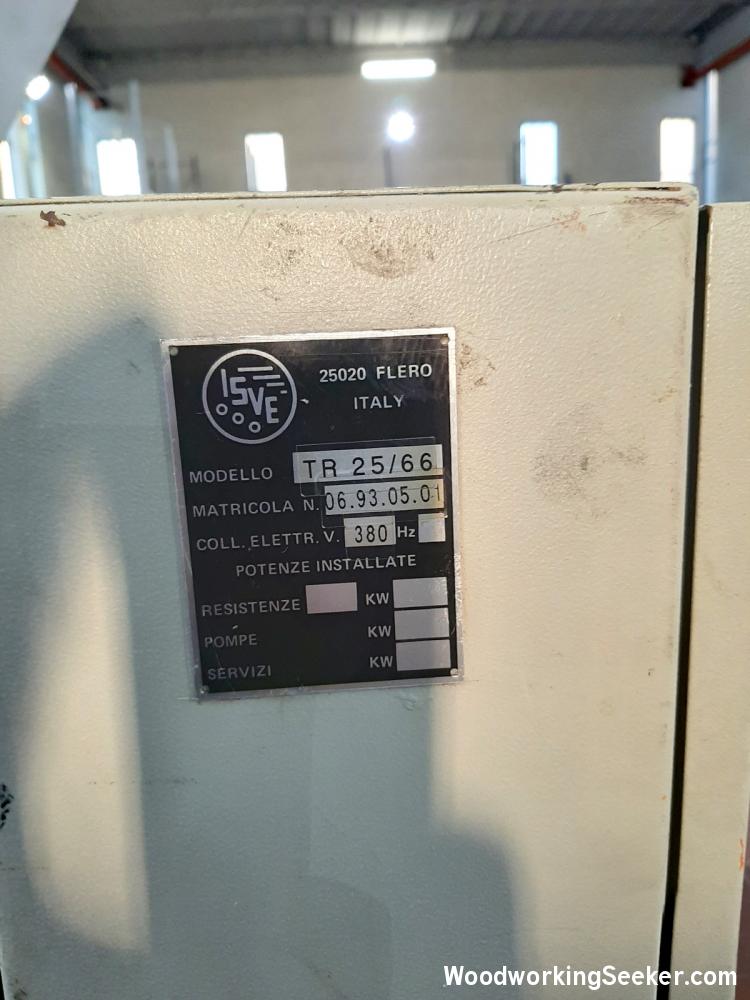 ISVE
25020 FLERO
ITALY
MODELLO TR 25/66
MATRICOLA N. 06.93.05.01
COLL. ELETTR. V. 380 Hz
POTENZE INSTALLATE
RESISTENZE KW
POMPE KW
SERVIZI KW
WoodworkingSeeker.com